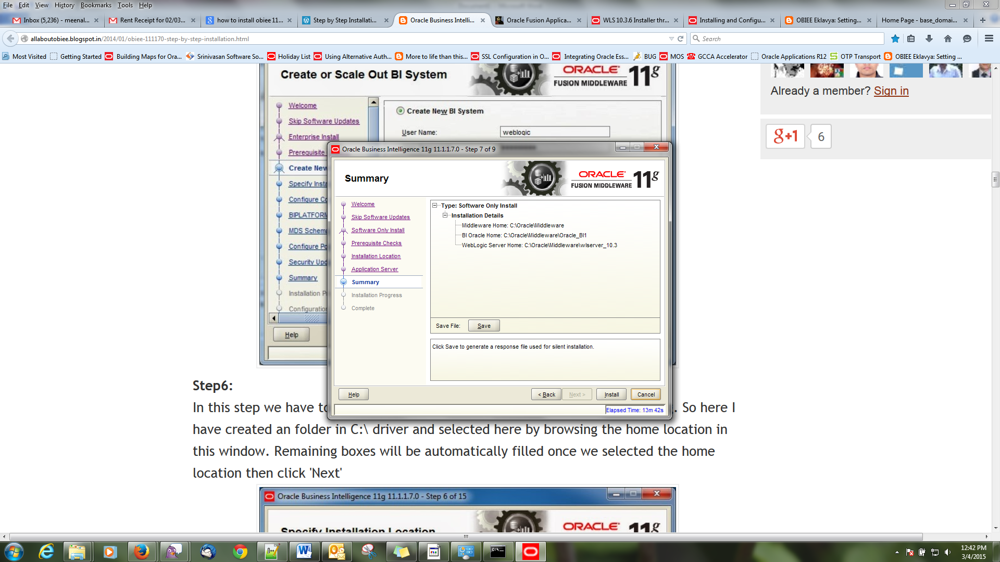 File Edit View History Bookmarks Tools Help
Inbox (5,236) - meenal...
Rent Receipt for 02/03...
how to install obiee 11...
Step by Step Installati...
Oracle Business Intelli...
Oracle Fusion Applica...
WLS 10.3.6 Installer thr...
Installing and Configu...
OBIEE Eklavya: Setting...
Home Page - base_domai...
allaboutobiee.blogspot.in/2014/01/obiee-111170-step-by-step-installation.html
Search
Most Visited
Getting Started
Building Maps for Ora...
Srinivasan Software So...
Holiday List
Using Alternative Auth...
More to life than this...
SSL Configuration in O...
Integrating Oracle Ess...
BUG
MOS
GCCA Accelerator
Oracle Applications R12
OTP Transport
OBIEE Eklavya: Setting ...
Create or Scale Out BI System
ORACLE
FUSION MIDDLEWARE 11g
Welcome
Skip Software Updates
Enterprise Install
Prerequisite
Create New
Specify Insta
Configure Co
BIPLATFORM
MDS Schema
Configure Po
Security Upd
Summary
Installation P
Configuration
Help
Create New BI System
User Name: weblogic
Already a member? Sign in
g+1 6
Oracle Business Intelligence 11g 11.1.1.7.0 - Step 7 of 9
Summary
ORACLE
FUSION MIDDLEWARE 11g
Welcome
Skip Software Updates
Software Only Install
Prerequisite Checks
Installation Location
Application Server
Summary
Installation Progress
Complete
Type: Software Only Install
Installation Details
Middleware Home: C:\Oracle\Middleware
BI Oracle Home: C:\Oracle\Middleware\Oracle_BI1
WebLogic Server Home: C:\Oracle\Middleware\wlserver_10.3
Save File: Save
Click Save to generate a response file used for silent installation.
Help < Back Next > Install Cancel
Elapsed Time: 13m 42s
Step6:
In this step we have to . So here I
have created an folder in C:\ driver and selected here by browsing the home location in
this window. Remaining boxes will be automatically filled once we selected the home
location then click 'Next'
Oracle Business Intelligence 11g 11.1.1.7.0 - Step 6 of 15
Specify Installation Location
ORACLE
FUSION MIDDLEWARE 11g
12:42 PM
3/4/2015